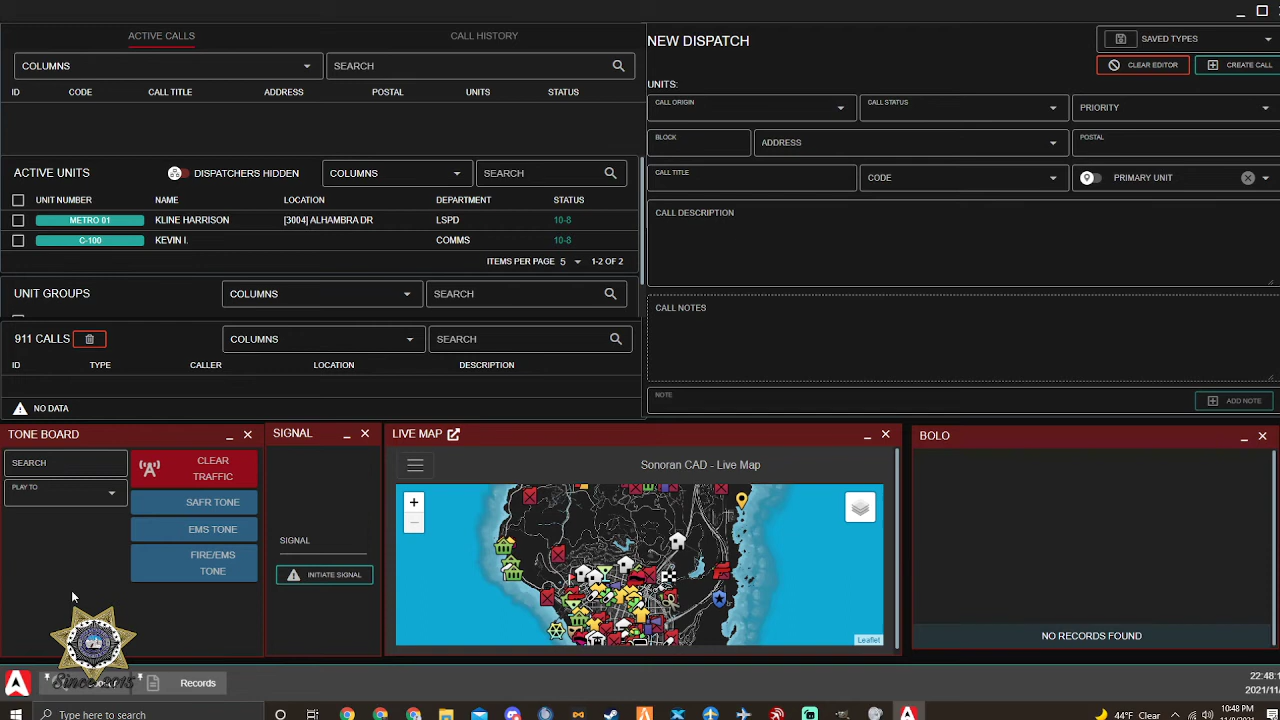 ACTIVE CALLS
CALL HISTORY
COLUMNS
SEARCH
ID CODE CALL TITLE ADDRESS POSTAL UNITS STATUS
ACTIVE UNITS
DISPATCHERS HIDDEN
COLUMNS
SEARCH
UNIT NUMBER NAME LOCATION DEPARTMENT STATUS
METRO 01 KLINE HARRISON [3004] ALHAMBRA DR LSPD 10-8
C-100 KEVIN I. COMMS 10-8
ITEMS PER PAGE 5 1-2 OF 2
UNIT GROUPS
COLUMNS
SEARCH
911 CALLS
COLUMNS
SEARCH
ID TYPE CALLER LOCATION DESCRIPTION
NO DATA
NEW DISPATCH
SAVED TYPES
CLEAR EDITOR
CREATE CALL
UNITS:
CALL ORIGIN
CALL STATUS
PRIORITY
BLOCK
ADDRESS
POSTAL
CALL TITLE
CODE
PRIMARY UNIT
CALL DESCRIPTION
CALL NOTES
NOTE
ADD NOTE
TONE BOARD
SEARCH
PLAY TO
CLEAR
TRAFFIC
SAFR TONE
EMS TONE
FIRE/EMS
TONE
SIGNAL
SIGNAL
INITIATE SIGNAL
LIVE MAP
Sonoran CAD - Live Map
+
−
Leaflet
BOLO
NO RECORDS FOUND
Since 2015
Records
22:48:1
2021/11/
Type here to search
44°F Clear
10:48 PM